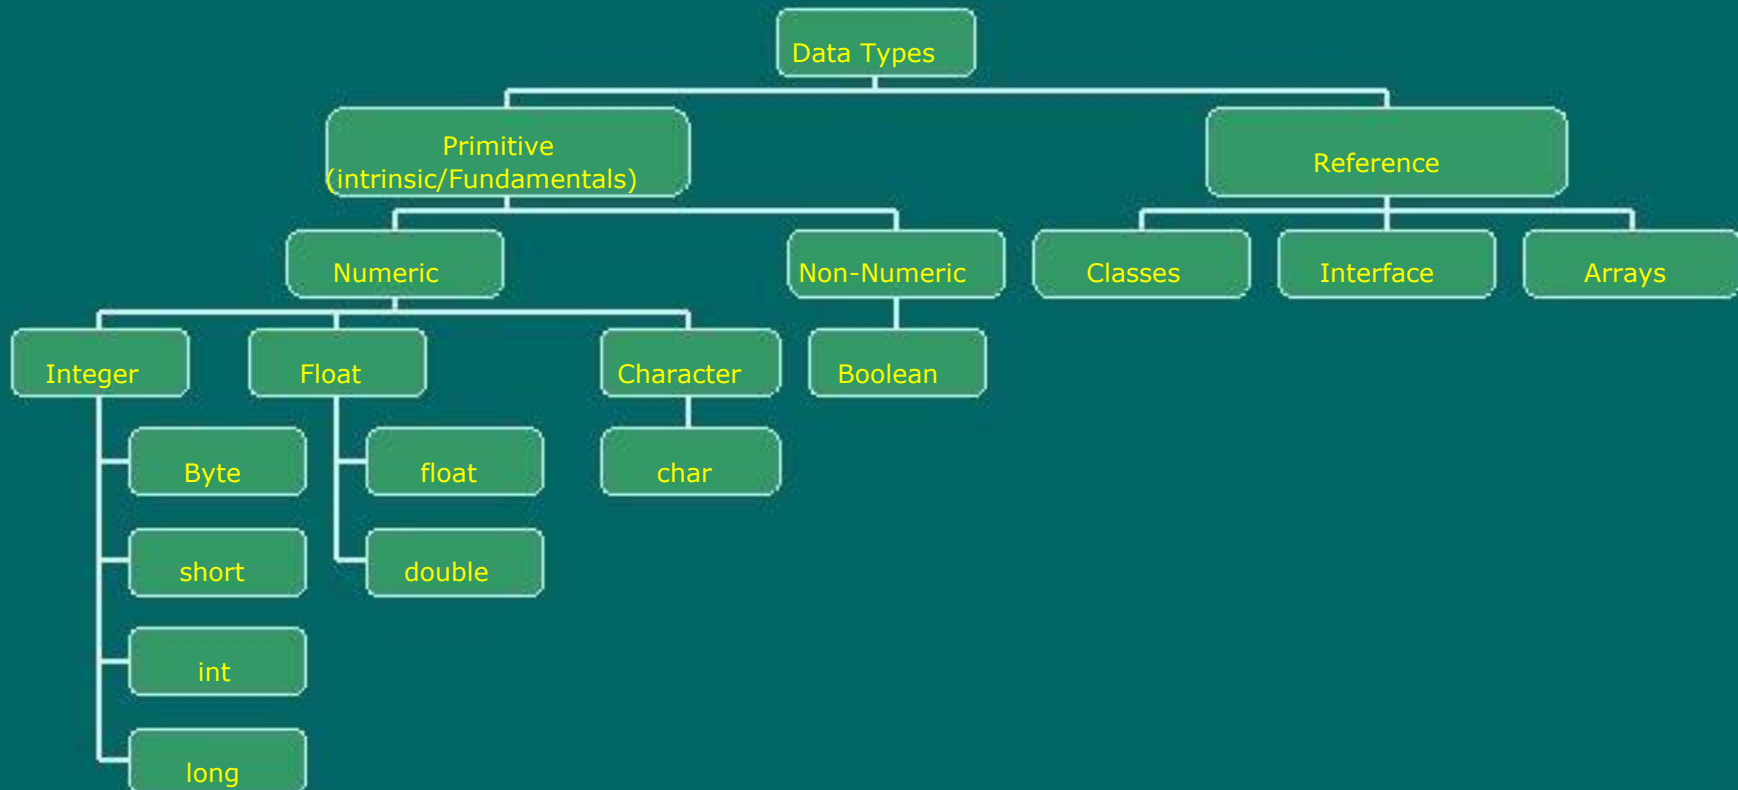 Data Types
Primitive
(intrinsic/Fundamentals)
Reference
Numeric
Non-Numeric
Classes
Interface
Arrays
Integer
Float
Character
Boolean
Byte
float
char
short
double
int
long